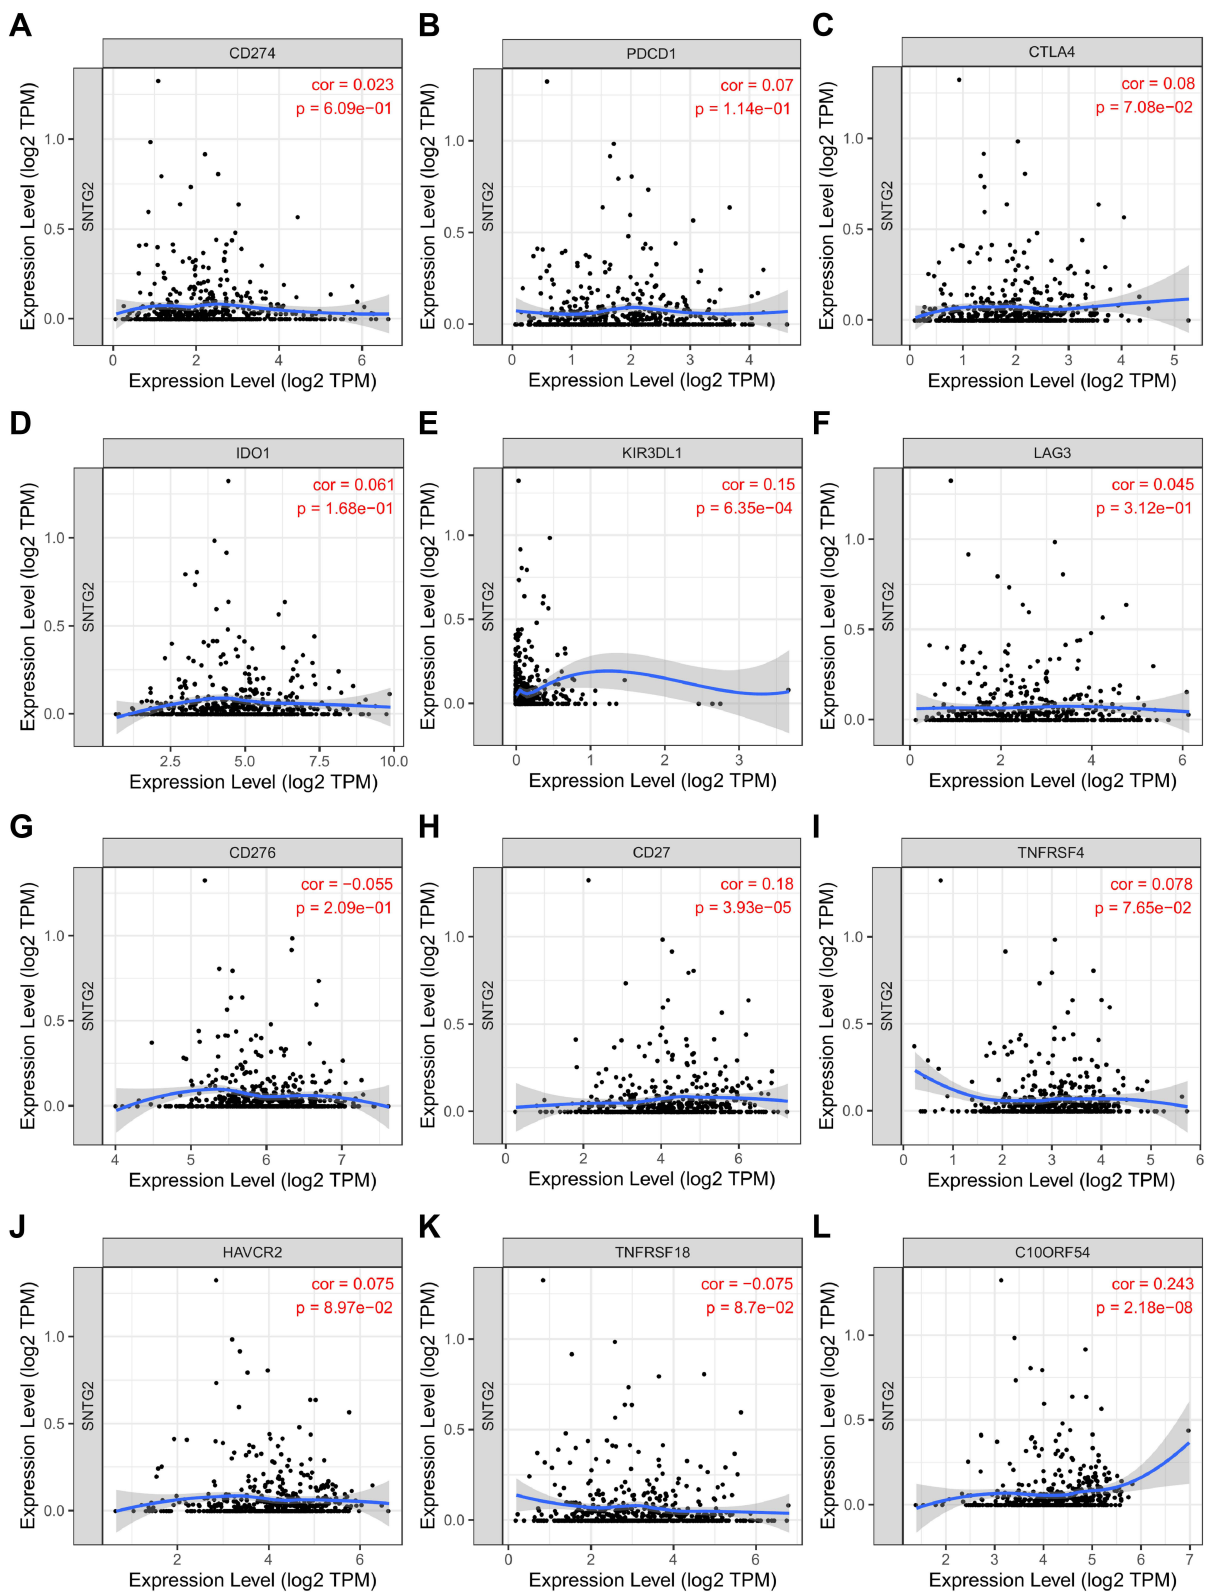 A
CD274
cor = 0.023
p = 6.09e−01
Expression Level (log2 TPM)
SNTG2
1.0
0.5
0.0
0 2 4 6
Expression Level (log2 TPM)
B
PDCD1
cor = 0.07
p = 1.14e−01
Expression Level (log2 TPM)
SNTG2
1.0
0.5
0.0
0 1 2 3 4
Expression Level (log2 TPM)
C
CTLA4
cor = 0.08
p = 7.08e−02
Expression Level (log2 TPM)
SNTG2
1.0
0.5
0.0
0 1 2 3 4 5
Expression Level (log2 TPM)
D
IDO1
cor = 0.061
p = 1.68e−01
Expression Level (log2 TPM)
SNTG2
1.0
0.5
0.0
2.5 5.0 7.5 10.0
Expression Level (log2 TPM)
E
KIR3DL1
cor = 0.15
p = 6.35e−04
Expression Level (log2 TPM)
SNTG2
1.0
0.5
0.0
0 1 2 3
Expression Level (log2 TPM)
F
LAG3
cor = 0.045
p = 3.12e−01
Expression Level (log2 TPM)
SNTG2
1.0
0.5
0.0
0 2 4 6
Expression Level (log2 TPM)
G
CD276
cor = −0.055
p = 2.09e−01
Expression Level (log2 TPM)
SNTG2
1.0
0.5
0.0
4 5 6 7
Expression Level (log2 TPM)
H
CD27
cor = 0.18
p = 3.93e−05
Expression Level (log2 TPM)
SNTG2
1.0
0.5
0.0
0 2 4 6
Expression Level (log2 TPM)
I
TNFRSF4
cor = 0.078
p = 7.65e−02
Expression Level (log2 TPM)
SNTG2
1.0
0.5
0.0
0 1 2 3 4 5 6
Expression Level (log2 TPM)
J
HAVCR2
cor = 0.075
p = 8.97e−02
Expression Level (log2 TPM)
SNTG2
1.0
0.5
0.0
2 4 6
Expression Level (log2 TPM)
K
TNFRSF18
cor = −0.075
p = 8.7e−02
Expression Level (log2 TPM)
SNTG2
1.0
0.5
0.0
0 2 4 6
Expression Level (log2 TPM)
L
C10ORF54
cor = 0.243
p = 2.18e−08
Expression Level (log2 TPM)
SNTG2
1.0
0.5
0.0
2 3 4 5 6 7
Expression Level (log2 TPM)